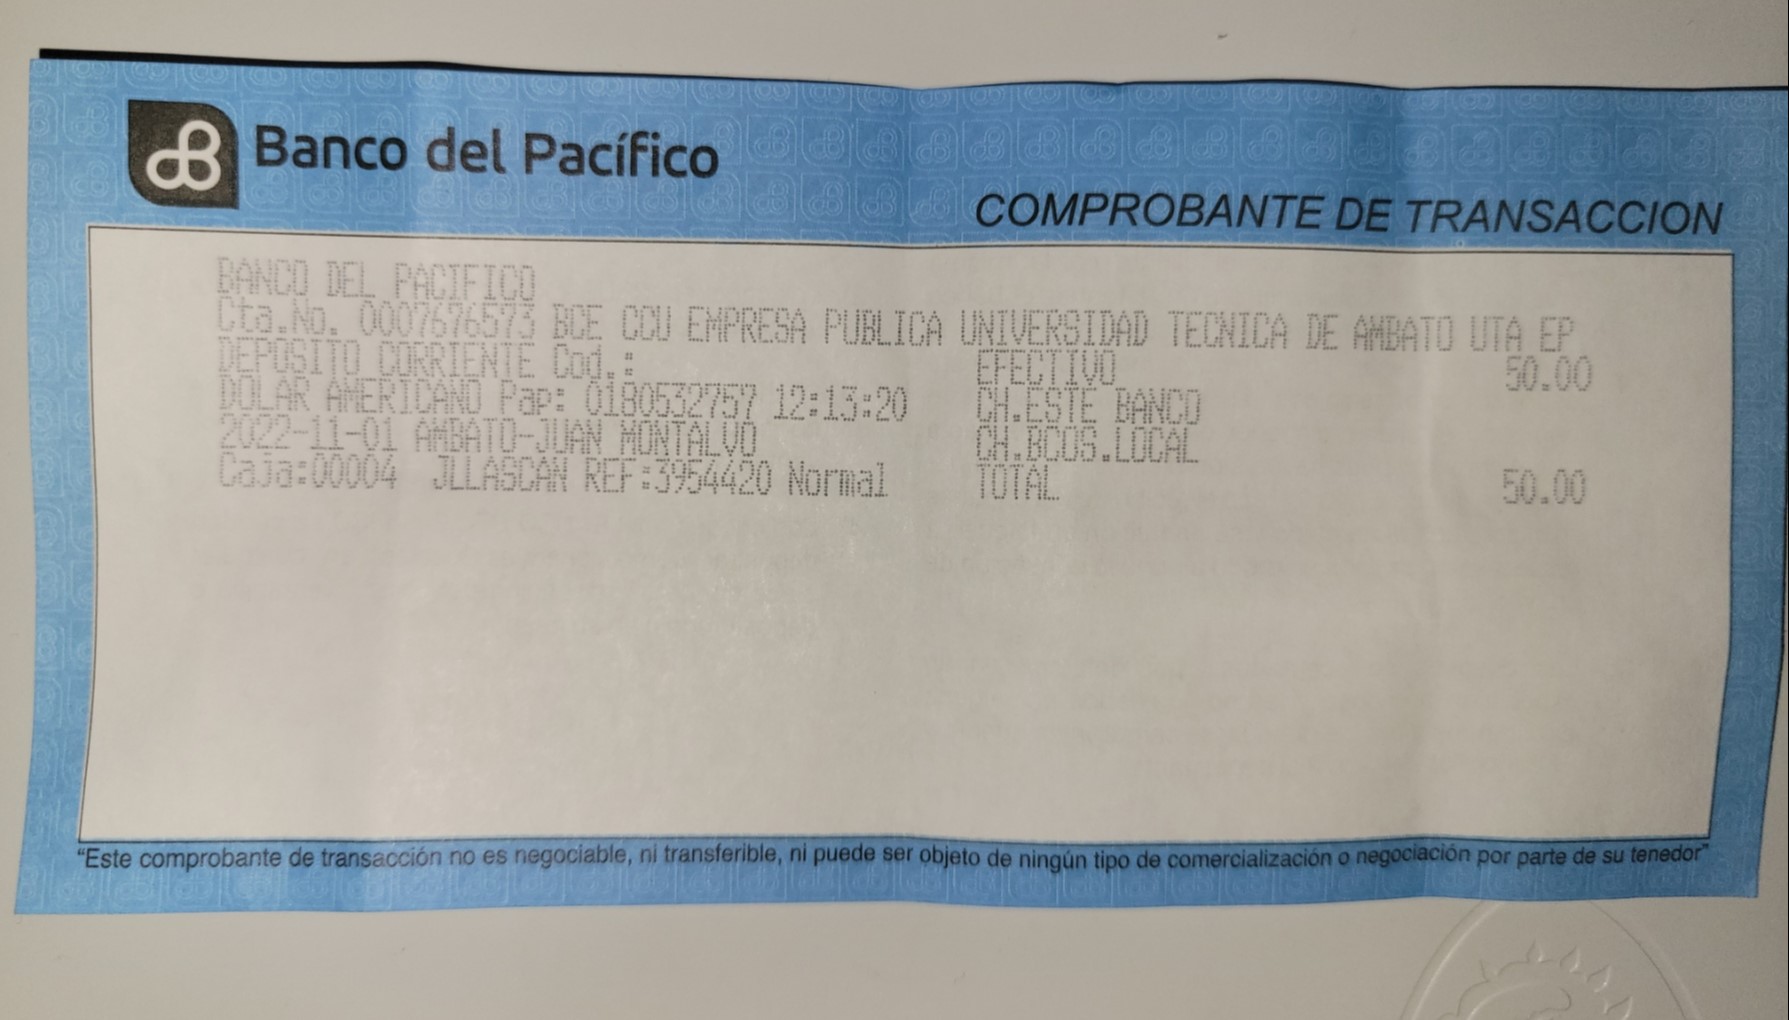 Banco del Pacífico
COMPROBANTE DE TRANSACCION
BANCO DEL PACIFICO
Cta.No. 0007676573 BCE CCU EMPRESA PUBLICA UNIVERSIDAD TECNICA DE AMBATO UTA EP
DEPOSITO CORRIENTE Cod.: EFECTIVO 50.00
DOLAR AMERICANO Pap: 0180532757 12:13:20 CH.ESTE BANCO
2022-11-01 AMBATO-JUAN MONTALVO CH.BCOS.LOCAL
Caja:00004 JLLASCAN REF:3954420 Normal TOTAL 50.00
“Este comprobante de transacción no es negociable, ni transferible, ni puede ser objeto de ningún tipo de comercialización o negociación por parte de su tenedor”